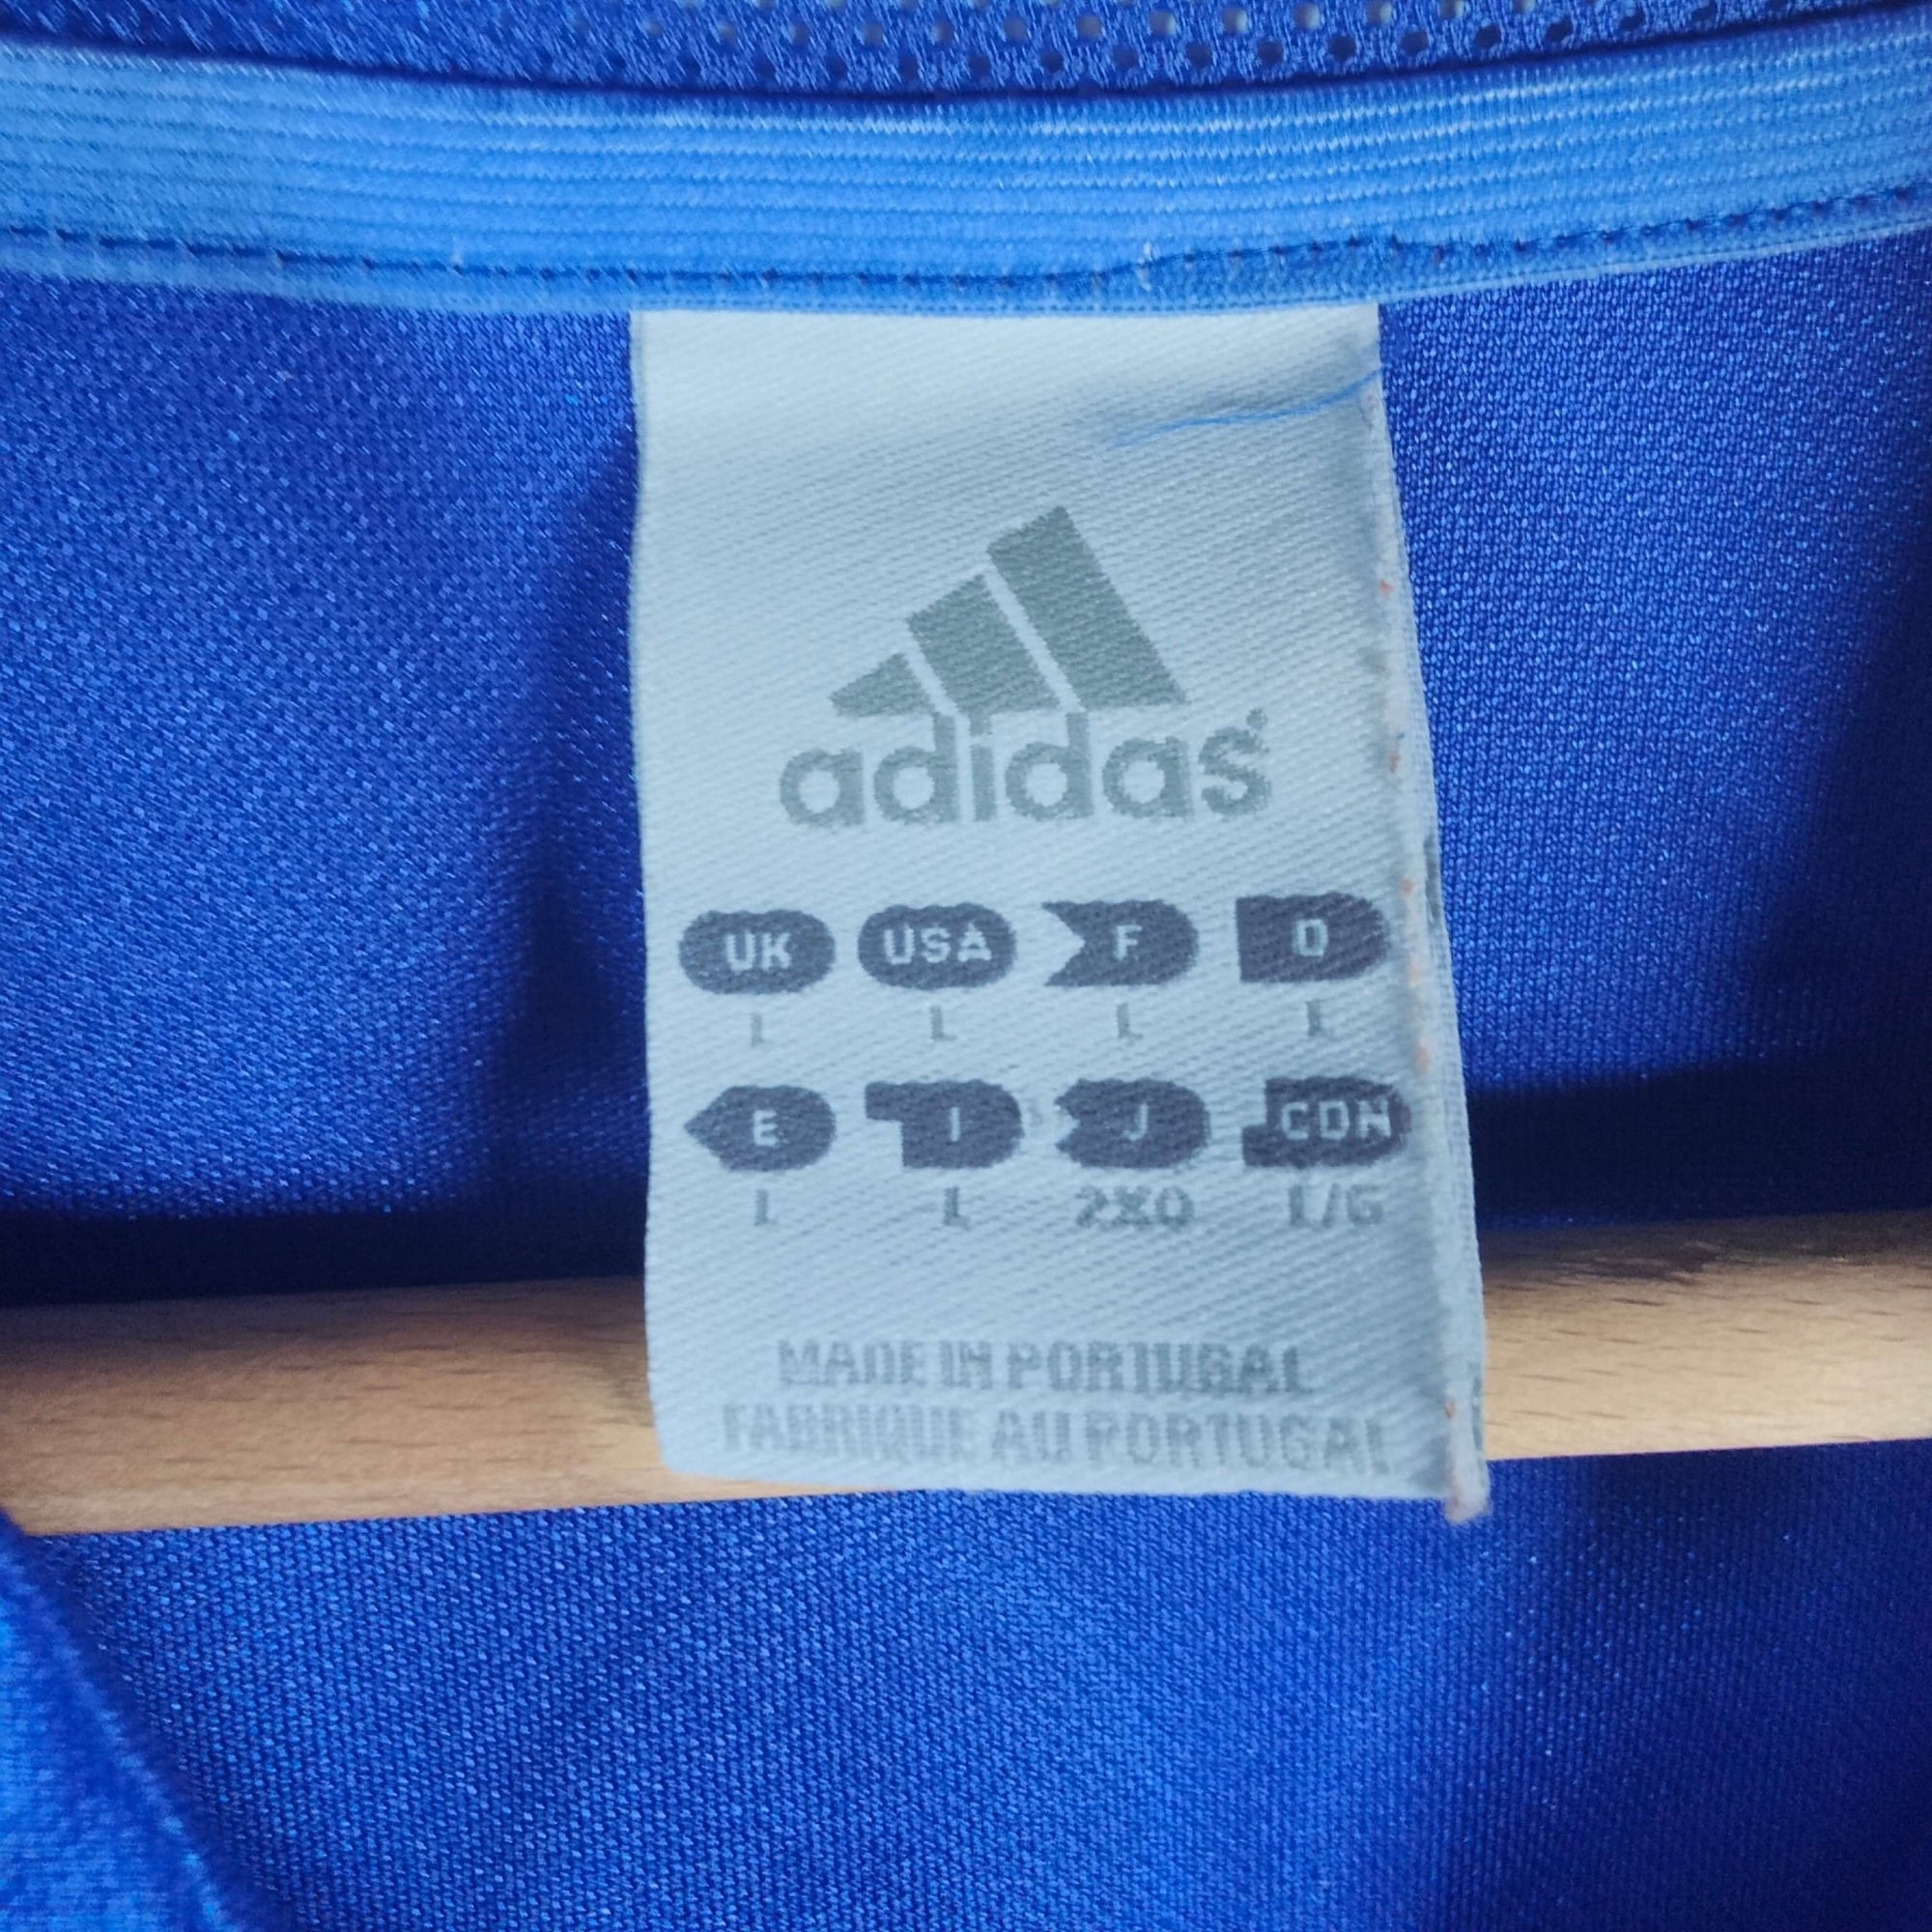 adidas
UK USA F D
L L L L
E I J CDN
L L 2XO L/G
MADE IN PORTUGAL
FABRIQUE AU PORTUGAL